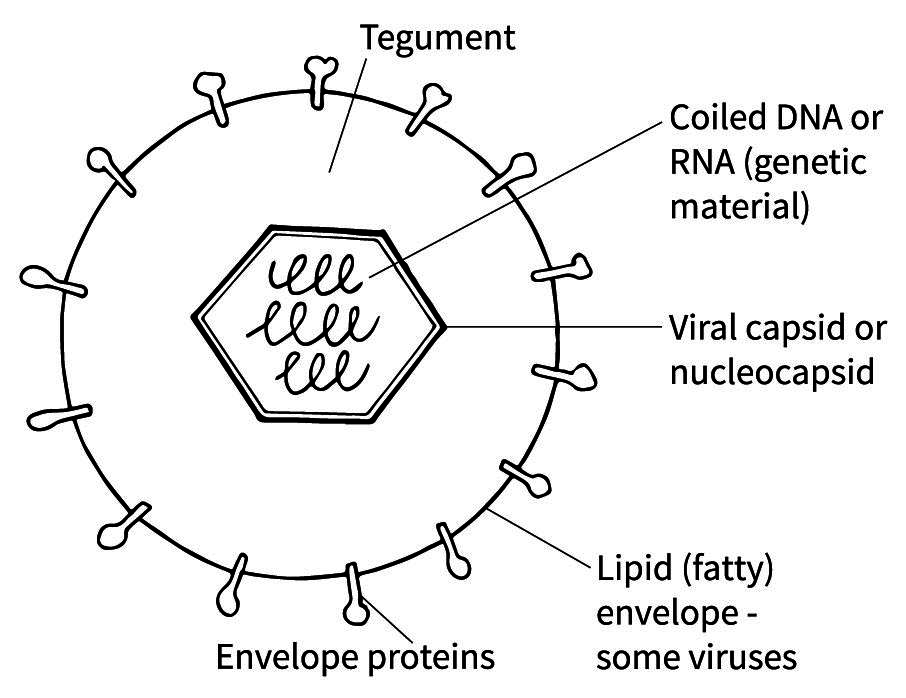 Tegument
Coiled DNA or
RNA (genetic
material)
Viral capsid or
nucleocapsid
Lipid (fatty)
envelope -
some viruses
Envelope proteins